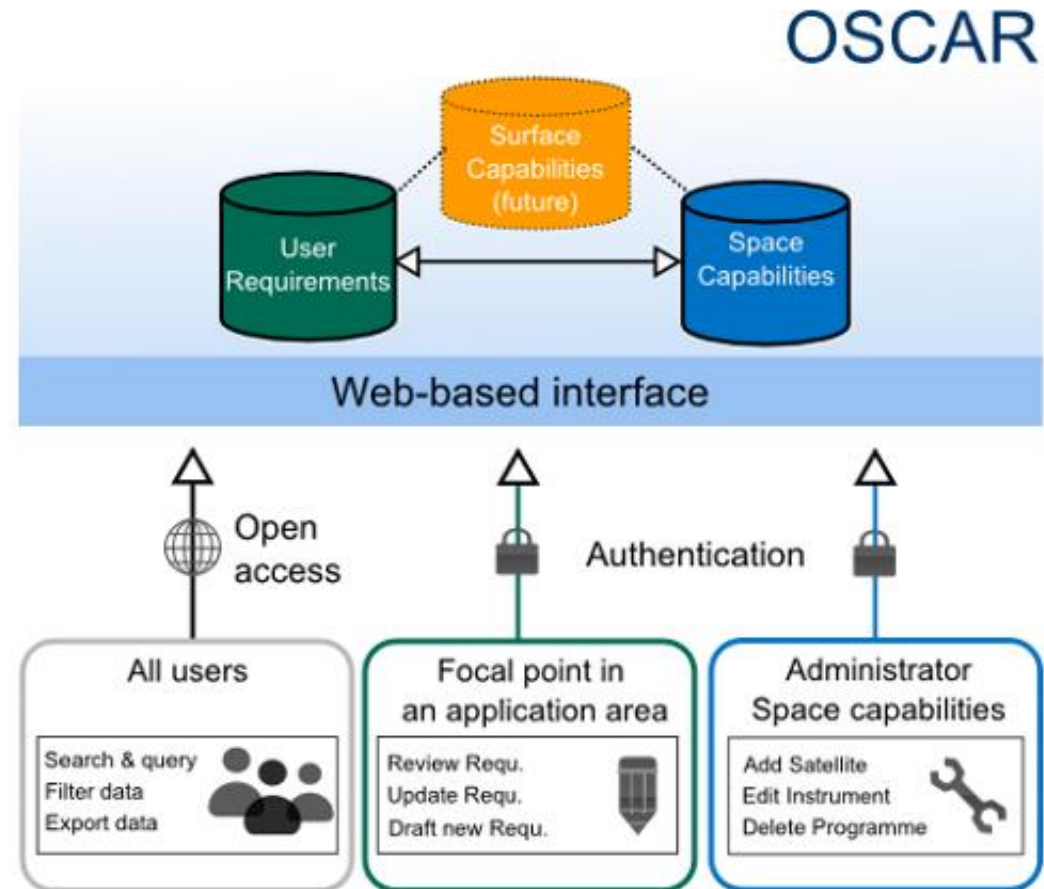 OSCAR
Surface
Capabilities
(future)
User
Requirements
Space
Capabilities
Web-based interface
Open
access
Authentication
All users
Search & query
Filter data
Export data
Focal point in
an application area
Review Requ.
Update Requ.
Draft new Requ.
Administrator
Space capabilities
Add Satellite
Edit Instrument
Delete Programme